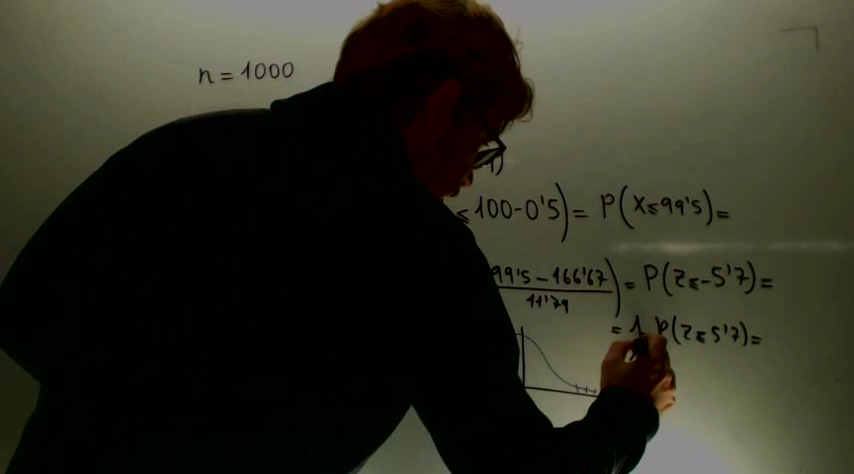 n = 1000
≤ 100-0'5) = P(X≤99'5)=
99'5 - 166'67
11'79
) = P(Z≤-5'7)=
= 1 P(Z≤5'7)=